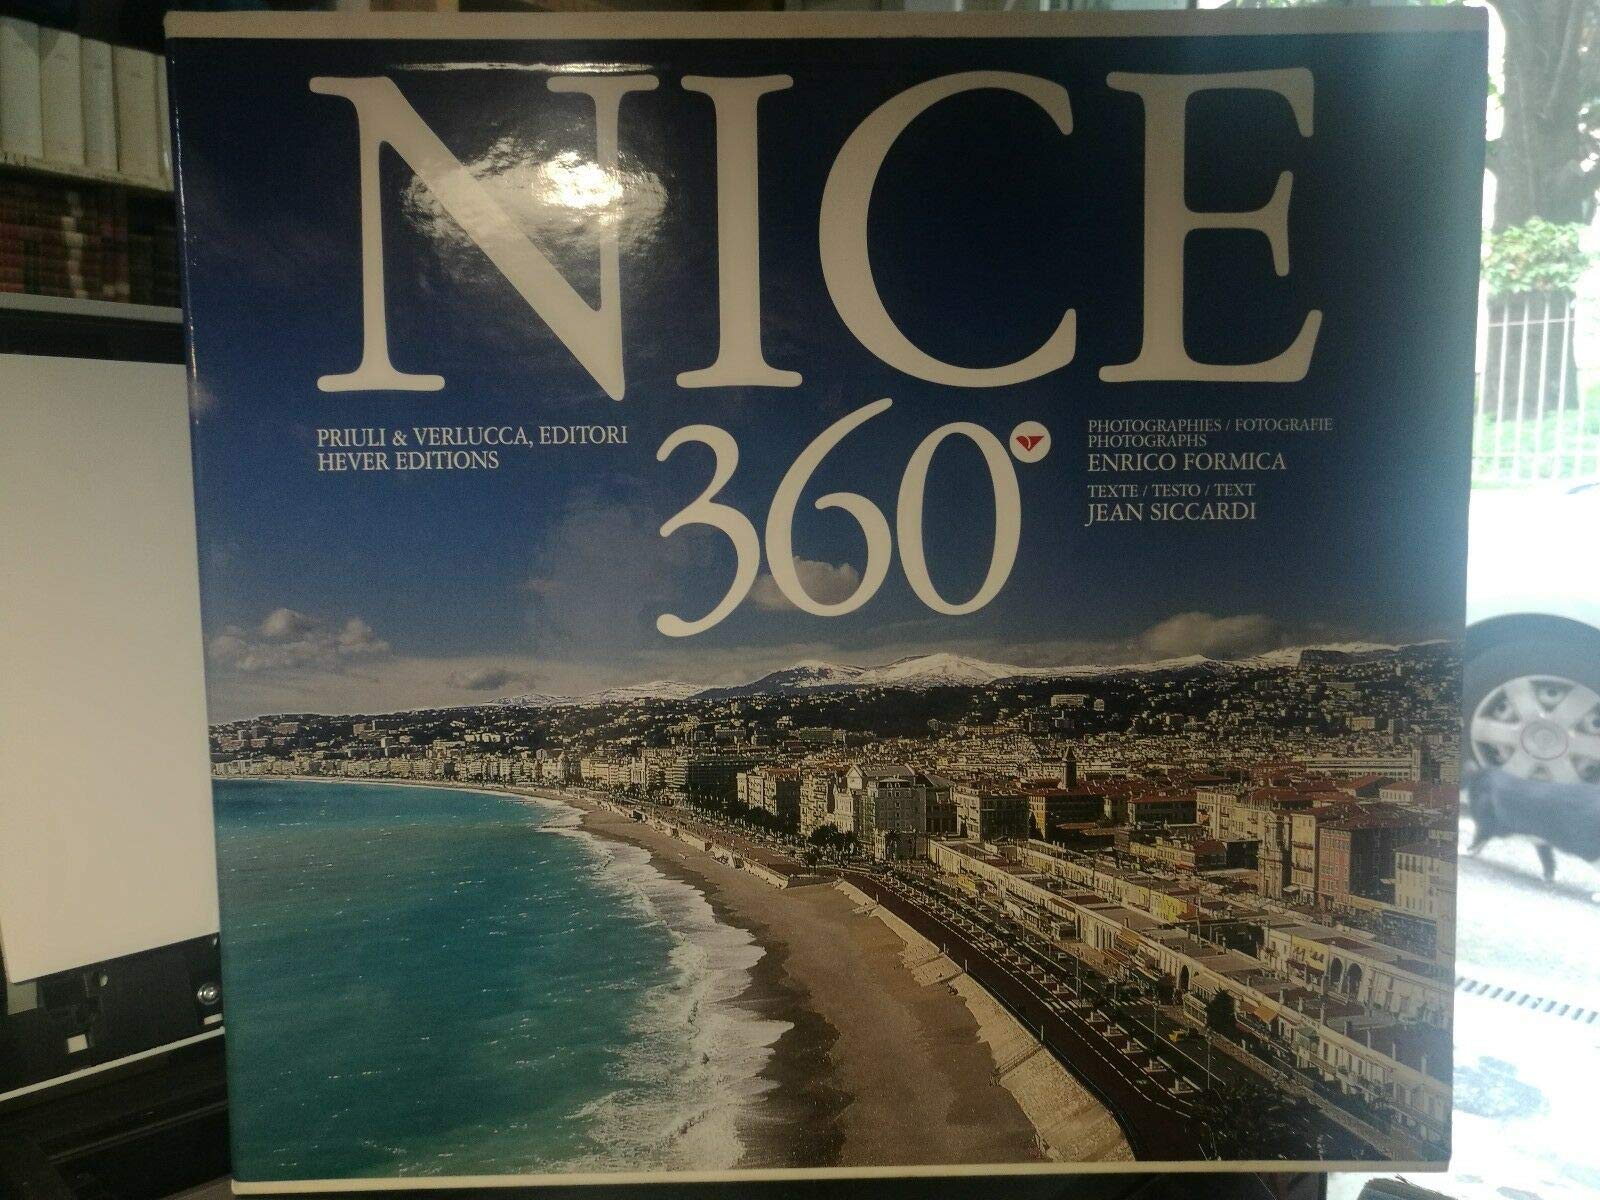 NICE
360°
PRIULI & VERLUCCA, EDITORI
HEVER EDITIONS
PHOTOGRAPHIES / FOTOGRAFIE
PHOTOGRAPHS
ENRICO FORMICA
TEXTE / TESTO / TEXT
JEAN SICCARDI